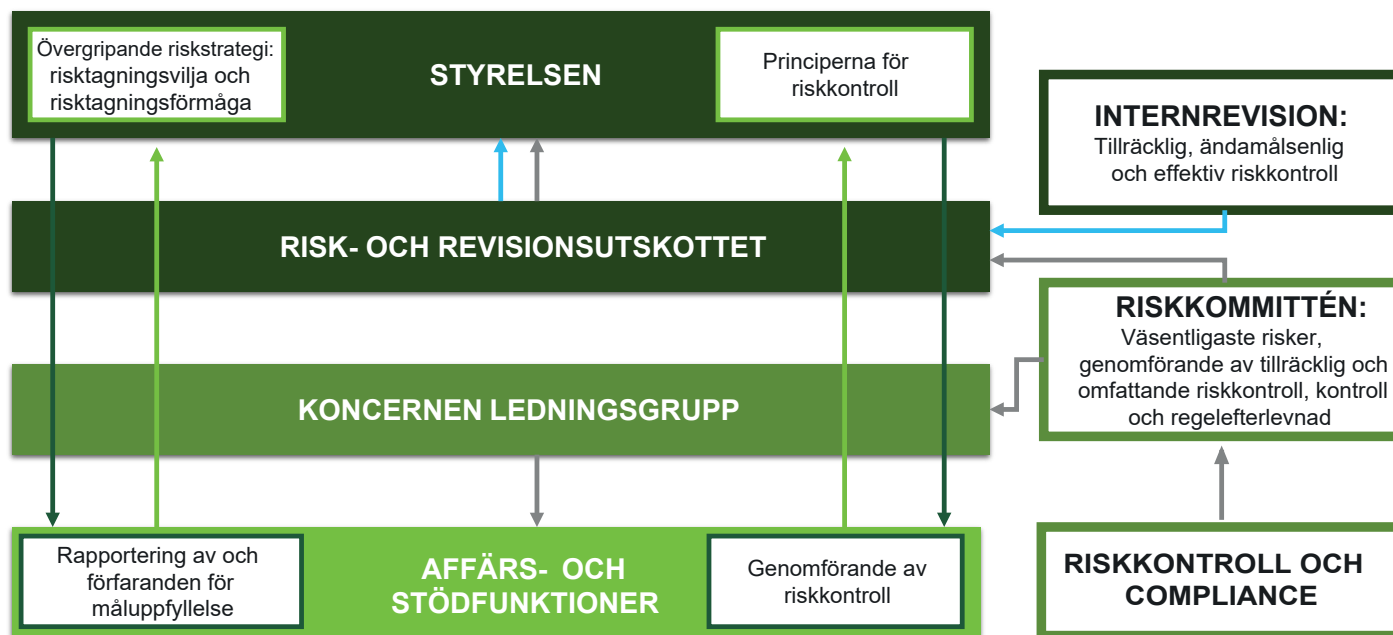 Övergripande riskstrategi:
risktagningsvilja och
risktagningsförmåga
STYRELSEN
Principerna för
riskkontroll
INTERNREVISION:
Tillräcklig, ändamålsenlig
och effektiv riskkontroll
RISK- OCH REVISIONSUTSKOTTET
RISKKOMMITTÉN:
Väsentligaste risker,
genomförande av tillräcklig och
omfattande riskkontroll, kontroll
och regelefterlevnad
KONCERNEN LEDNINGSGRUPP
Rapportering av och
förfaranden för
måluppfyllelse
AFFÄRS- OCH
STÖDFUNKTIONER
Genomförande av
riskkontroll
RISKKONTROLL OCH
COMPLIANCE